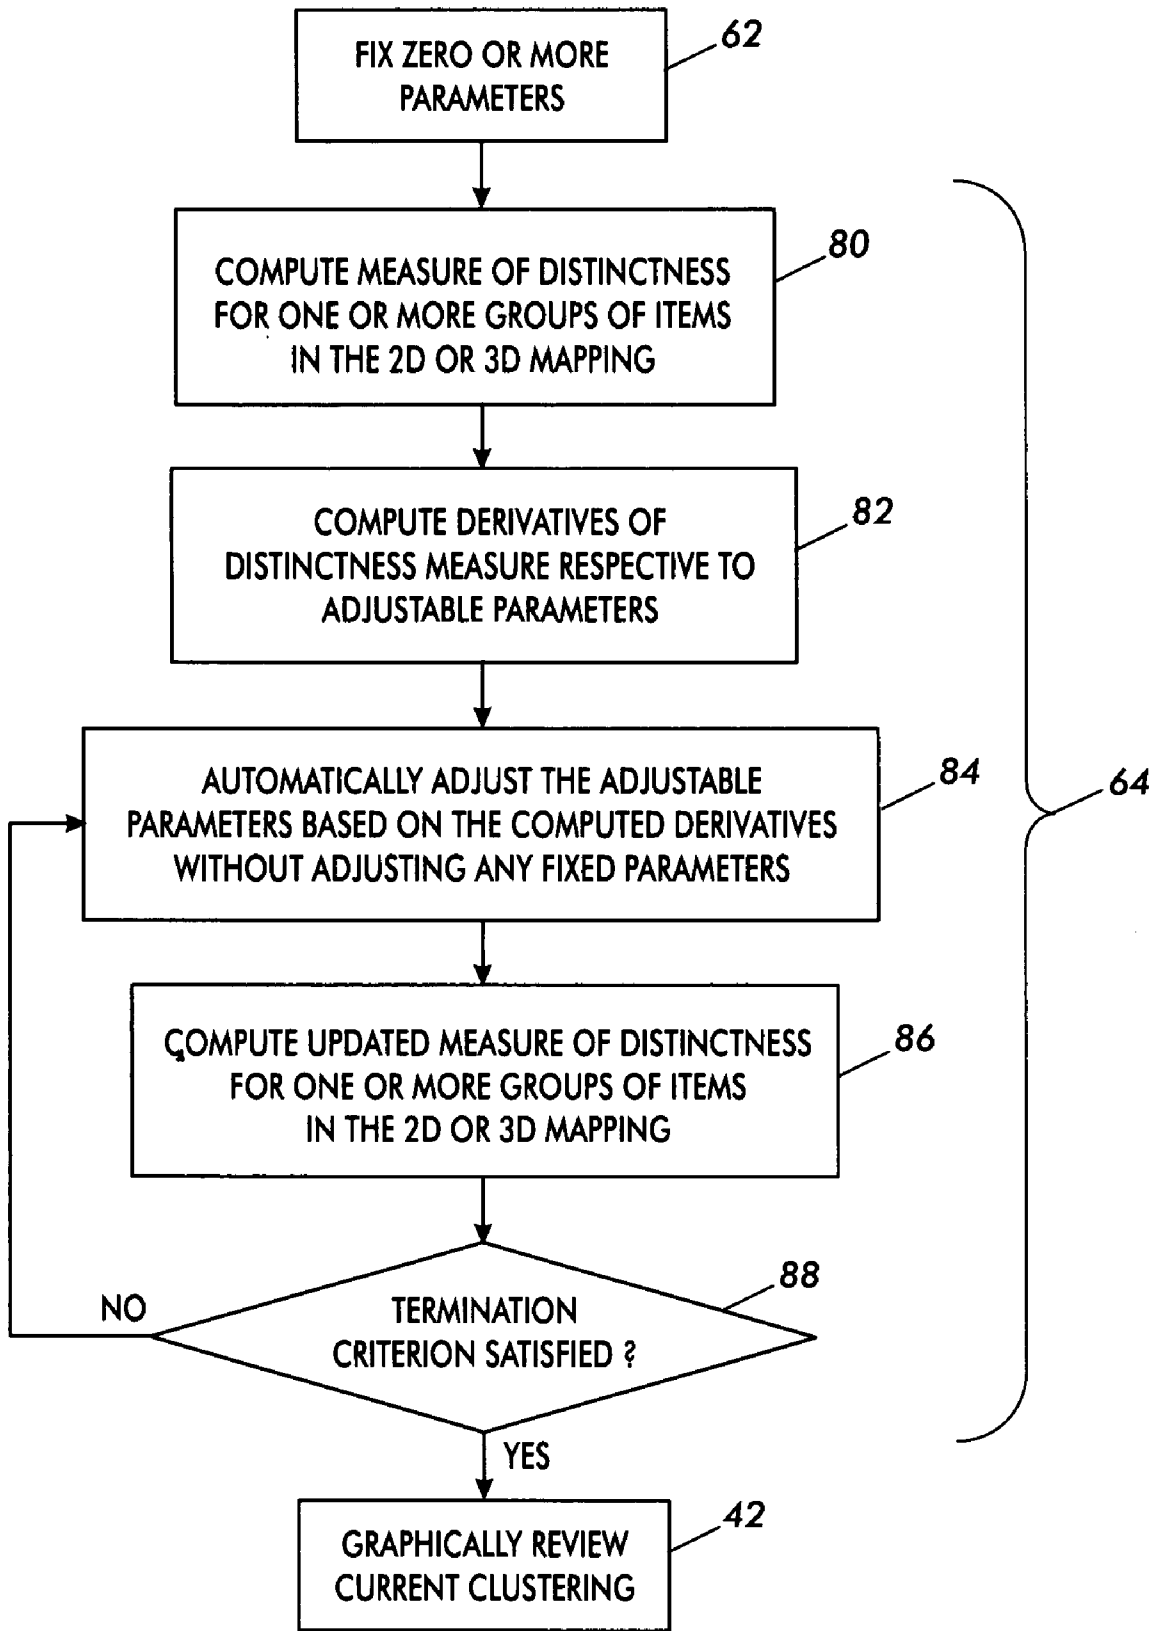 FIX ZERO OR MORE
PARAMETERS
62
COMPUTE MEASURE OF DISTINCTNESS
FOR ONE OR MORE GROUPS OF ITEMS
IN THE 2D OR 3D MAPPING
80
COMPUTE DERIVATIVES OF
DISTINCTNESS MEASURE RESPECTIVE TO
ADJUSTABLE PARAMETERS
82
AUTOMATICALLY ADJUST THE ADJUSTABLE
PARAMETERS BASED ON THE COMPUTED DERIVATIVES
WITHOUT ADJUSTING ANY FIXED PARAMETERS
84
64
COMPUTE UPDATED MEASURE OF DISTINCTNESS
FOR ONE OR MORE GROUPS OF ITEMS
IN THE 2D OR 3D MAPPING
86
TERMINATION
CRITERION SATISFIED ?
88
NO
YES
GRAPHICALLY REVIEW
CURRENT CLUSTERING
42